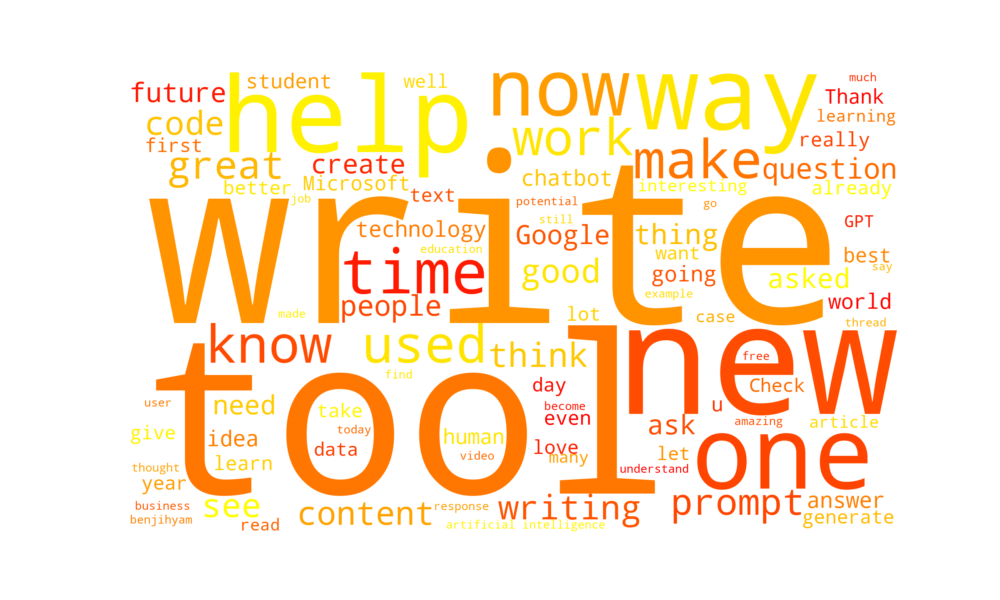 much
future student well Thank
help now way
code work learning
first really
great create make question
better Microsoft chatbot interesting already
job text potential go
write
still GPT
technology Google thing
education want best
time good going asked say
people example world
made lot case thread
know used think new
find free
user need take day Check
become u
give idea today human even ask amazing article
tool
data love let one
thought learn video many understand
year
business see content response writing prompt answer
benjihyam read artificial intelligence generate